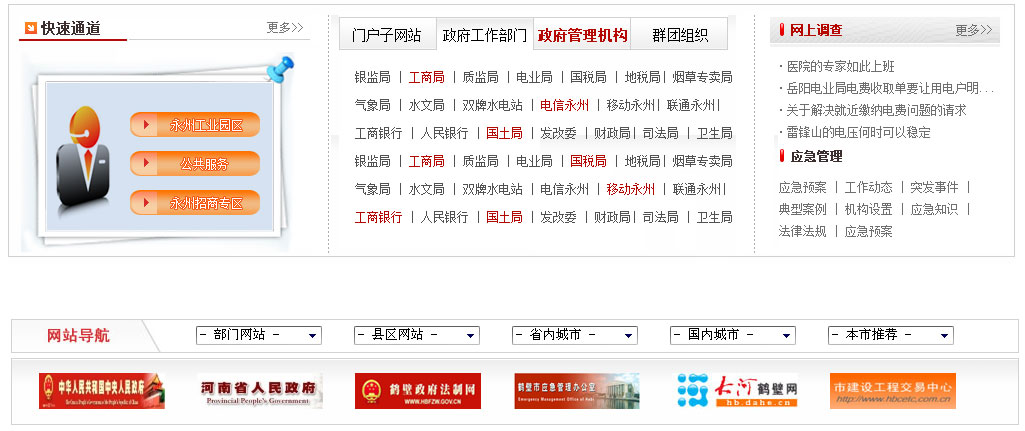 快速通道 更多>>
永州工业园区
公共服务
永州招商专区
门户子网站 政府工作部门 政府管理机构 群团组织
银监局 | 工商局 | 质监局 | 电业局 | 国税局 | 地税局 | 烟草专卖局
气象局 | 水文局 | 双牌水电站 | 电信永州 | 移动永州 | 联通永州 |
工商银行 | 人民银行 | 国土局 | 发改委 | 财政局 | 司法局 | 卫生局
银监局 | 工商局 | 质监局 | 电业局 | 国税局 | 地税局 | 烟草专卖局
气象局 | 水文局 | 双牌水电站 | 电信永州 | 移动永州 | 联通永州 |
工商银行 | 人民银行 | 国土局 | 发改委 | 财政局 | 司法局 | 卫生局
网上调查 更多>>
· 医院的专家如此上班
· 岳阳电业局电费收取单要让用电户明...
· 关于解决就近缴纳电费问题的请求
· 雷锋山的电压何时可以稳定
应急管理
应急预案 | 工作动态 | 突发事件 |
典型案例 | 机构设置 | 应急知识 |
法律法规 | 应急预案
网站导航 - 部门网站 - - 县区网站 - - 省内城市 - - 国内城市 - - 本市推荐 -
中华人民共和国中央人民政府
The Central People's Government of the People's Republic of China
河南省人民政府
Provincial People's Government
鹤壁政府法制网
WWW.HBFZW.GOV.CN
鹤壁市应急管理办公室
Emergency Management Office of Hebi
大河鹤壁网
hb.dahe.cn
市建设工程交易中心
http://www.hbcetc.com.cn